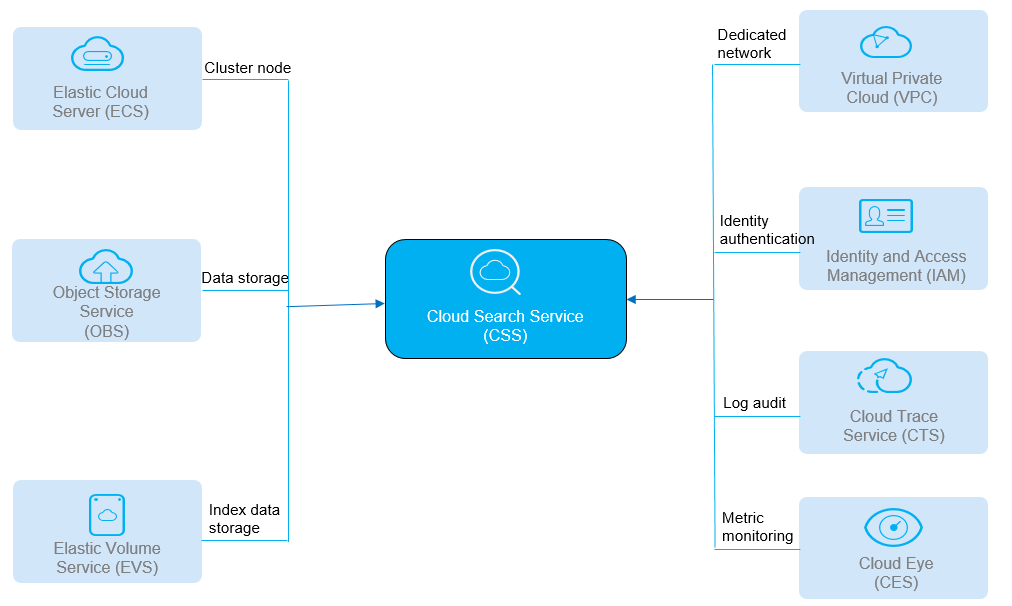 Cluster node
Elastic Cloud
Server (ECS)
Data storage
Object Storage
Service
(OBS)
Index data
storage
Elastic Volume
Service (EVS)
Cloud Search Service
(CSS)
Dedicated
network
Virtual Private
Cloud (VPC)
Identity
authentication
Identity and Access
Management (IAM)
Log audit
Cloud Trace
Service (CTS)
Metric
monitoring
Cloud Eye
(CES)